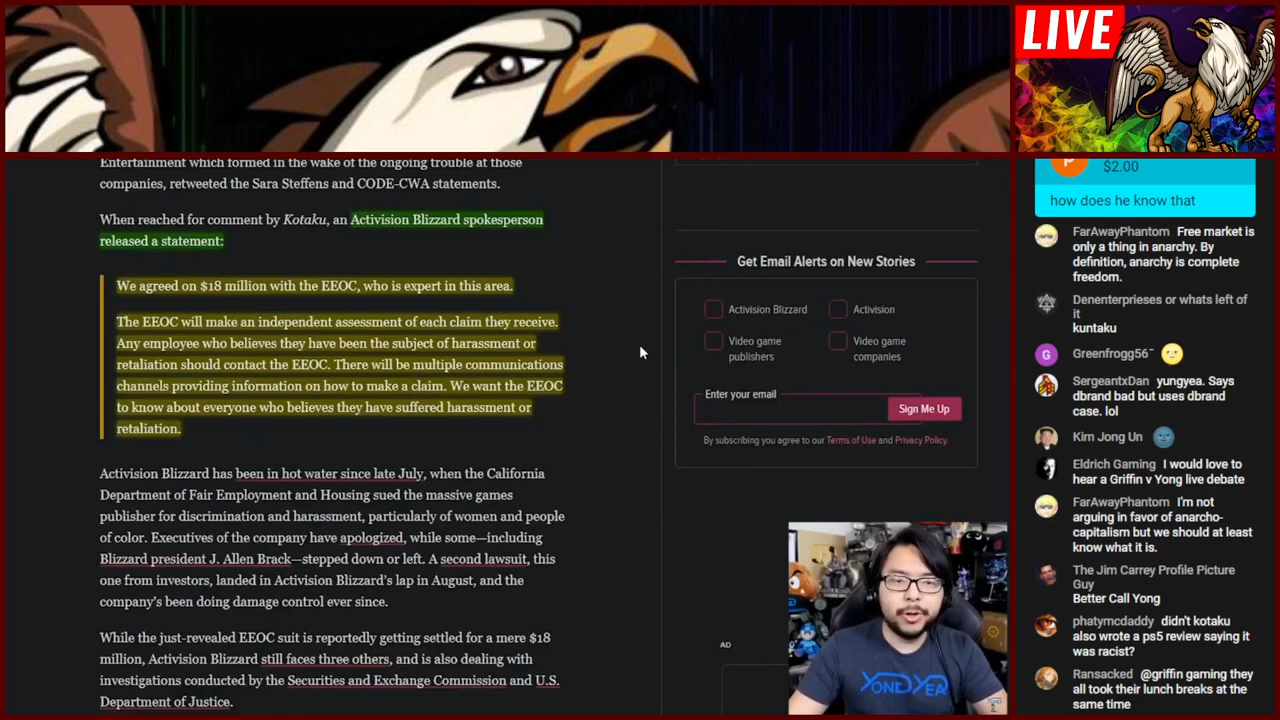 LIVE
Entertainment which formed in the wake of the ongoing trouble at those
companies, retweeted the Sara Steffens and CODE-CWA statements.
When reached for comment by Kotaku, an Activision Blizzard spokesperson
released a statement:
We agreed on $18 million with the EEOC, who is expert in this area.
The EEOC will make an independent assessment of each claim they receive.
Any employee who believes they have been the subject of harassment or
retaliation should contact the EEOC. There will be multiple communications
channels providing information on how to make a claim. We want the EEOC
to know about everyone who believes they have suffered harassment or
retaliation.
Activision Blizzard has been in hot water since late July, when the California
Department of Fair Employment and Housing sued the massive games
publisher for discrimination and harassment, particularly of women and people
of color. Executives of the company have apologized, while some—including
Blizzard president J. Allen Brack—stepped down or left. A second lawsuit, this
one from investors, landed in Activision Blizzard's lap in August, and the
company's been doing damage control ever since.
While the just-revealed EEOC suit is reportedly getting settled for a mere $18
million, Activision Blizzard still faces three others, and is also dealing with
investigations conducted by the Securities and Exchange Commission and U.S.
Department of Justice.
Get Email Alerts on New Stories
Activision Blizzard
Activision
Video game
publishers
Video game
companies
Enter your email
Sign Me Up
By subscribing you agree to our Terms of Use and Privacy Policy.
AD
YONGYEA
$2.00
how does he know that
FarAwayPhantom Free market is
only a thing in anarchy. By
definition, anarchy is complete
freedom.
Denenterprieses or whats left of
it
kuntaku
Greenfrogg56~
SergeantxDan yungyea. Says
dbrand bad but uses dbrand
case. lol
Kim Jong Un
Eldrich Gaming I would love to
hear a Griffin v Yong live debate
FarAwayPhantom I'm not
arguing in favor of anarcho-
capitalism but we should at least
know what it is.
The Jim Carrey Profile Picture
Guy
Better Call Yong
phatymcdaddy didn't kotaku
also wrote a ps5 review saying it
was racist?
Ransacked @griffin gaming they
all took their lunch breaks at the
same time